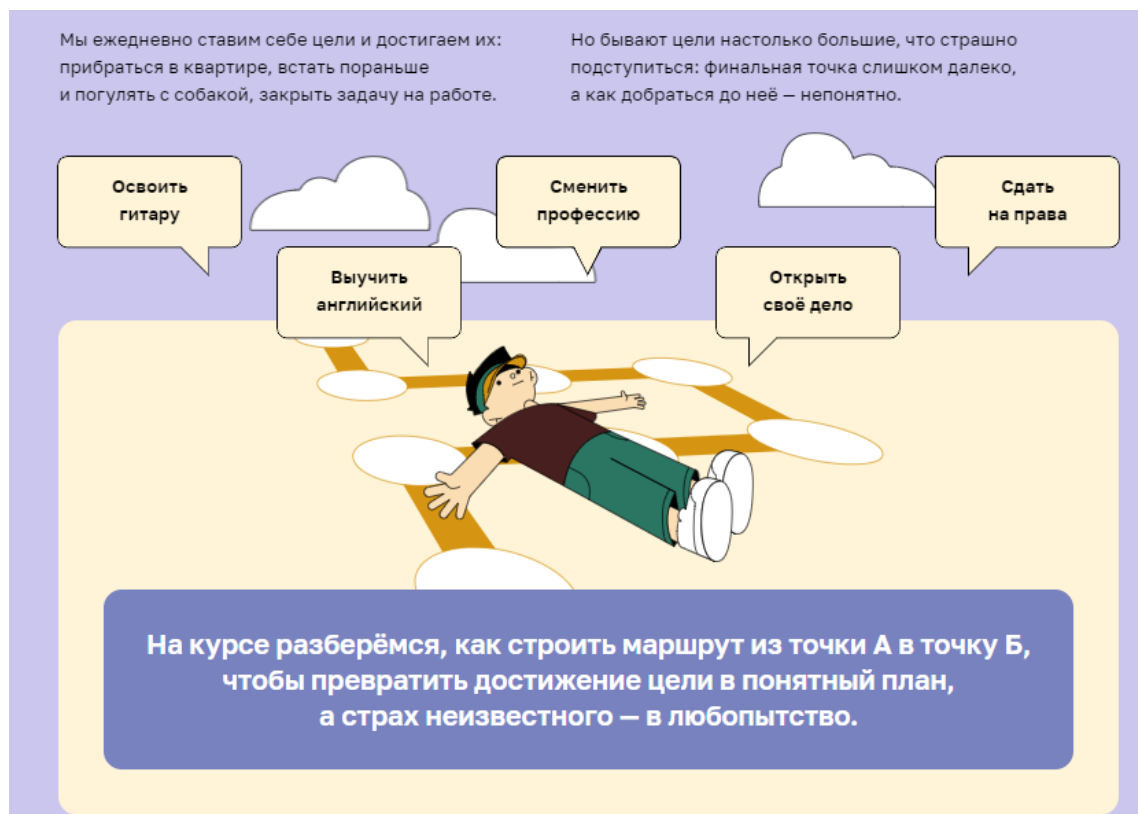 Мы ежедневно ставим себе цели и достигаем их:
прибраться в квартире, встать пораньше
и погулять с собакой, закрыть задачу на работе.
Но бывают цели настолько большие, что страшно
подступиться: финальная точка слишком далеко,
а как добраться до неё — непонятно.
Освоить
гитару
Выучить
английский
Сменить
профессию
Открыть
своё дело
Сдать
на права
На курсе разберёмся, как строить маршрут из точки А в точку Б,
чтобы превратить достижение цели в понятный план,
а страх неизвестного — в любопытство.